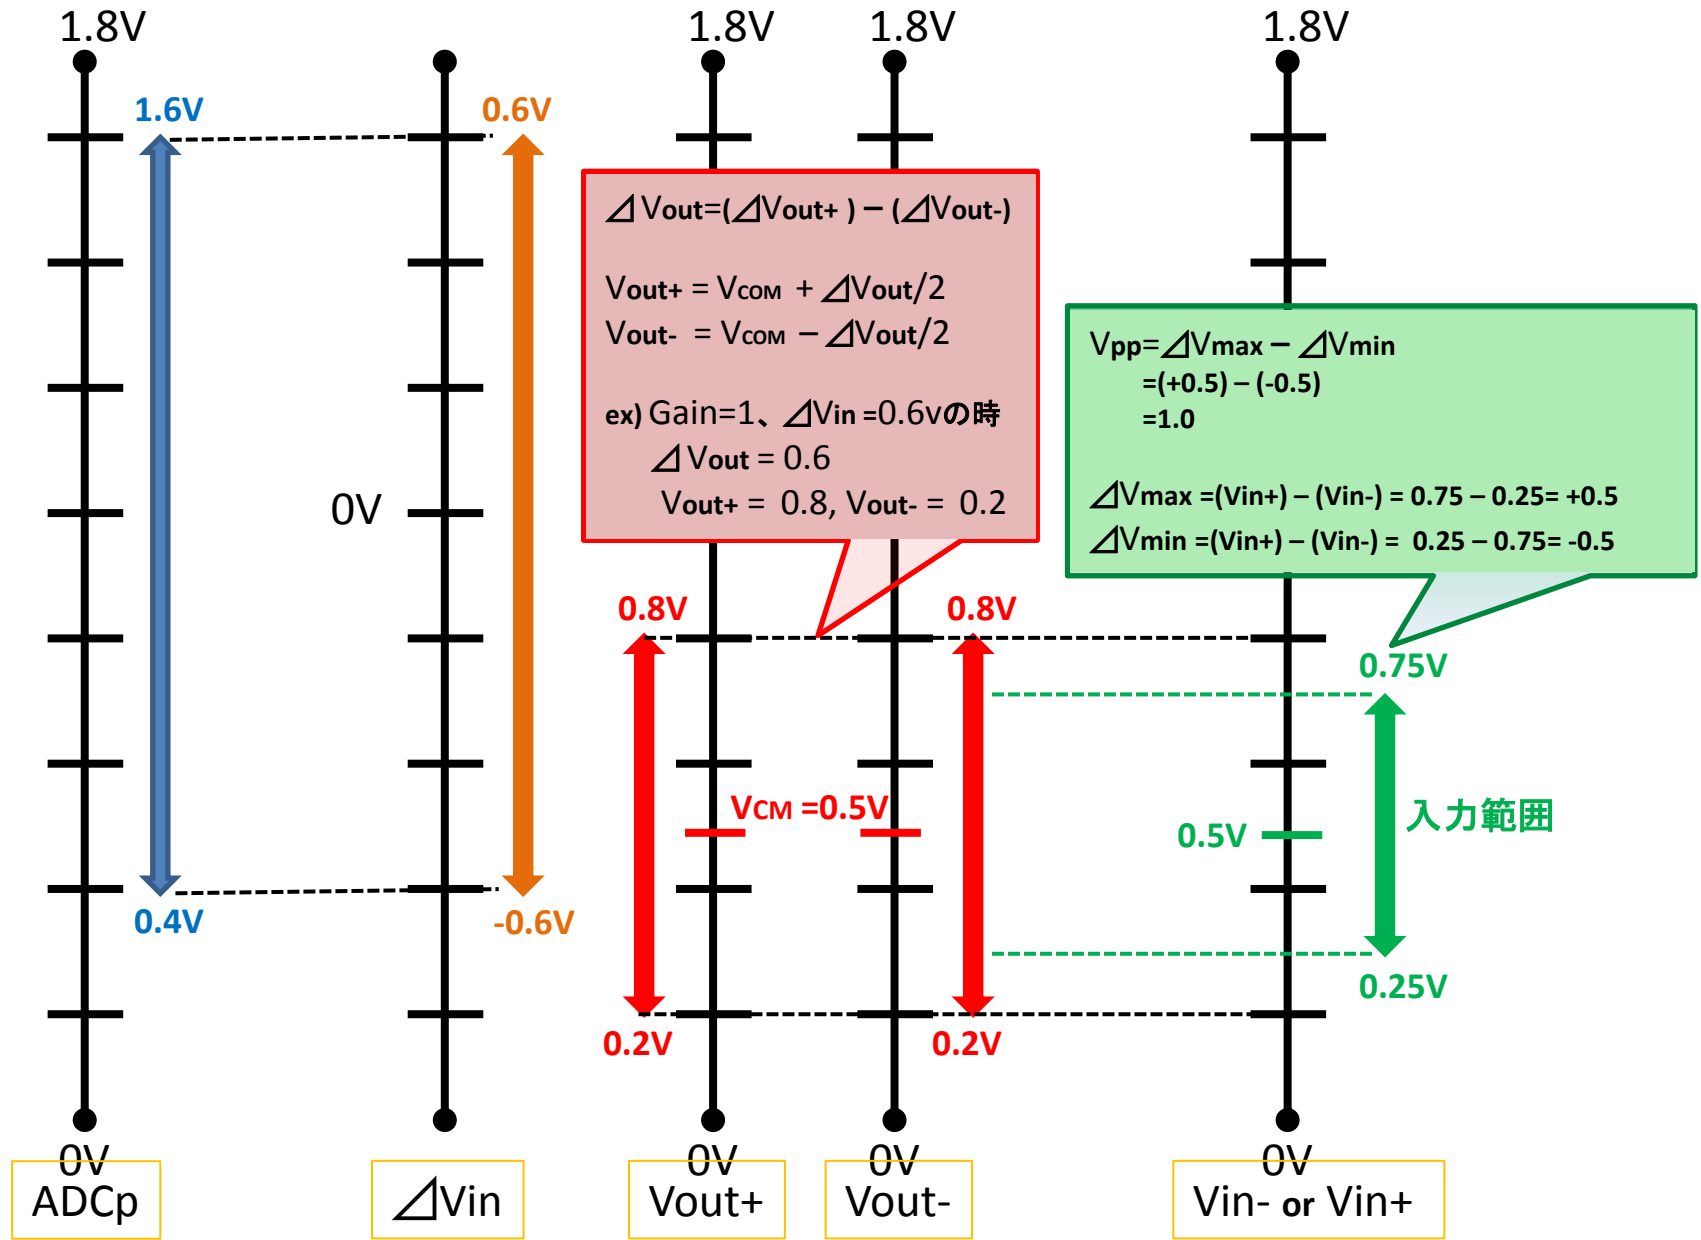 1.8V
1.8V
1.8V
1.8V
1.6V
0.6V
⊿Vout=(⊿Vout+ ) – (⊿Vout-)
Vout+ = VCOM + ⊿Vout/2
Vout- = VCOM – ⊿Vout/2
ex) Gain=1、⊿Vin =0.6vの時
⊿Vout = 0.6
Vout+ = 0.8, Vout- = 0.2
Vpp=⊿Vmax – ⊿Vmin
=(+0.5) – (-0.5)
=1.0
⊿Vmax =(Vin+) – (Vin-) = 0.75 – 0.25= +0.5
⊿Vmin =(Vin+) – (Vin-) = 0.25 – 0.75= -0.5
0V
0.8V
0.8V
0.75V
VCM =0.5V
0.5V
入力範囲
0.4V
-0.6V
0.25V
0.2V
0.2V
0V
0V
0V
0V
ADCp
⊿Vin
Vout+
Vout-
Vin- or Vin+